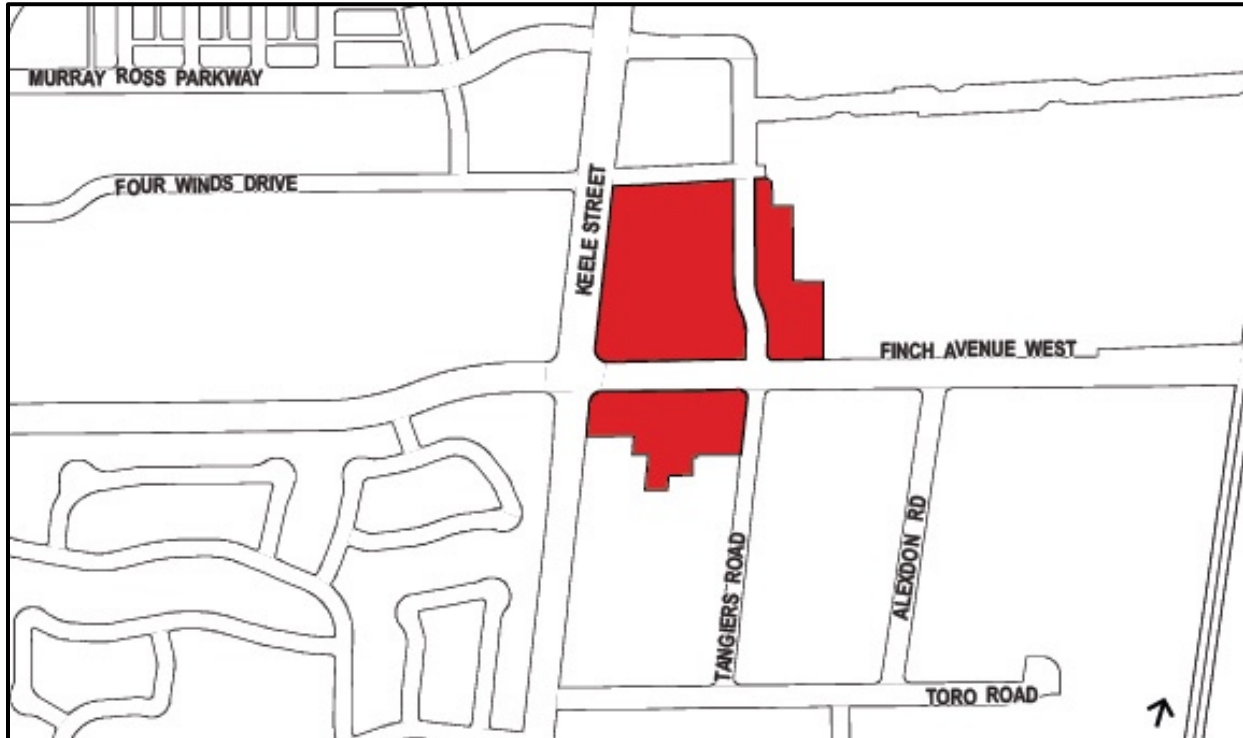 MURRAY ROSS PARKWAY
FOUR WINDS DRIVE
KEELE STREET
FINCH AVENUE WEST
TANGIERS ROAD
ALEXDON RD
TORO ROAD